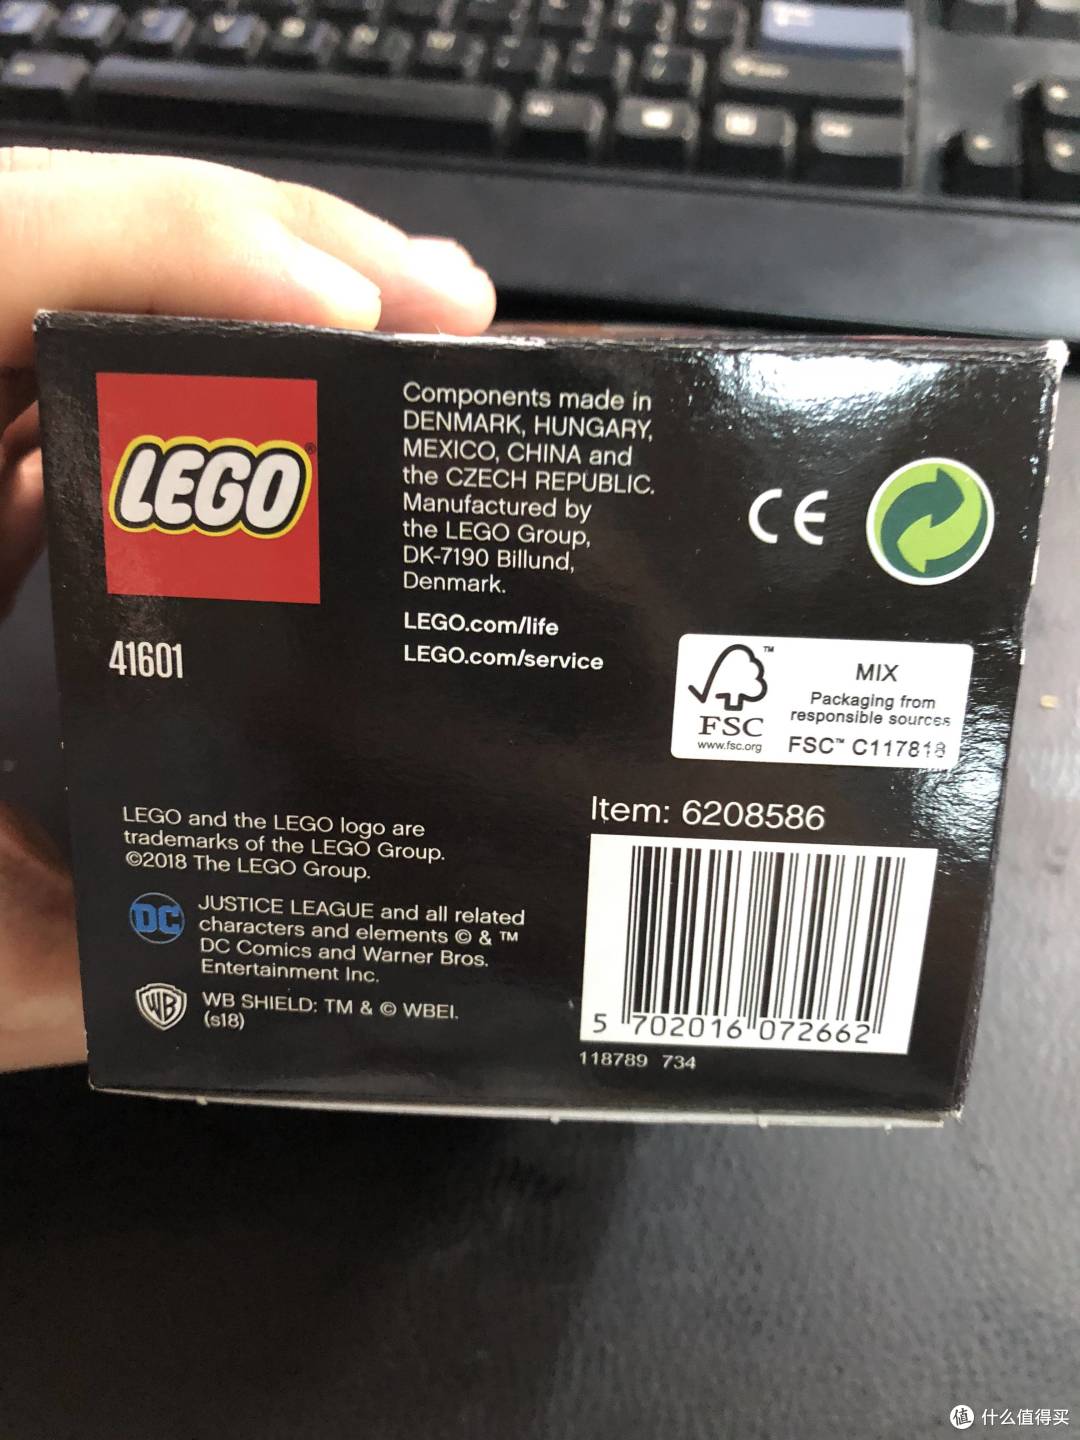 LEGO®
41601
Components made in
DENMARK, HUNGARY,
MEXICO, CHINA and
the CZECH REPUBLIC.
Manufactured by
the LEGO Group,
DK-7190 Billund,
Denmark.
LEGO.com/life
LEGO.com/service
CE
FSC
™
www.fsc.org
MIX
Packaging from
responsible sources
FSC™ C117818
LEGO and the LEGO logo are
trademarks of the LEGO Group.
©2018 The LEGO Group.
DC
JUSTICE LEAGUE and all related
characters and elements © & ™
DC Comics and Warner Bros.
Entertainment Inc.
WB
WB SHIELD: TM & © WBEI.
(s18)
Item: 6208586
5 702016 072662
118789 734
值 什么值得买